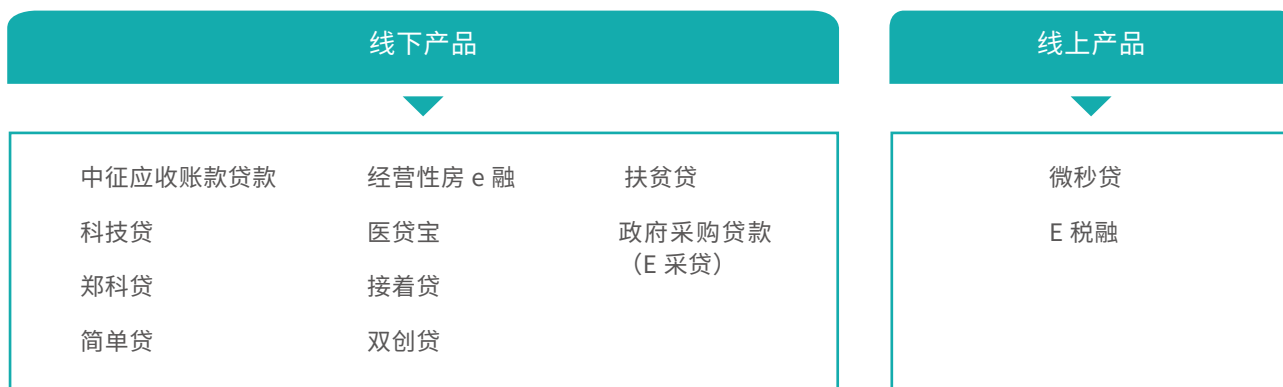 线下产品
中征应收账款贷款
科技贷
郑科贷
简单贷
经营性房 e 融
医贷宝
接着贷
双创贷
扶贫贷
政府采购贷款
（E 采贷）
线上产品
微秒贷
E 税融